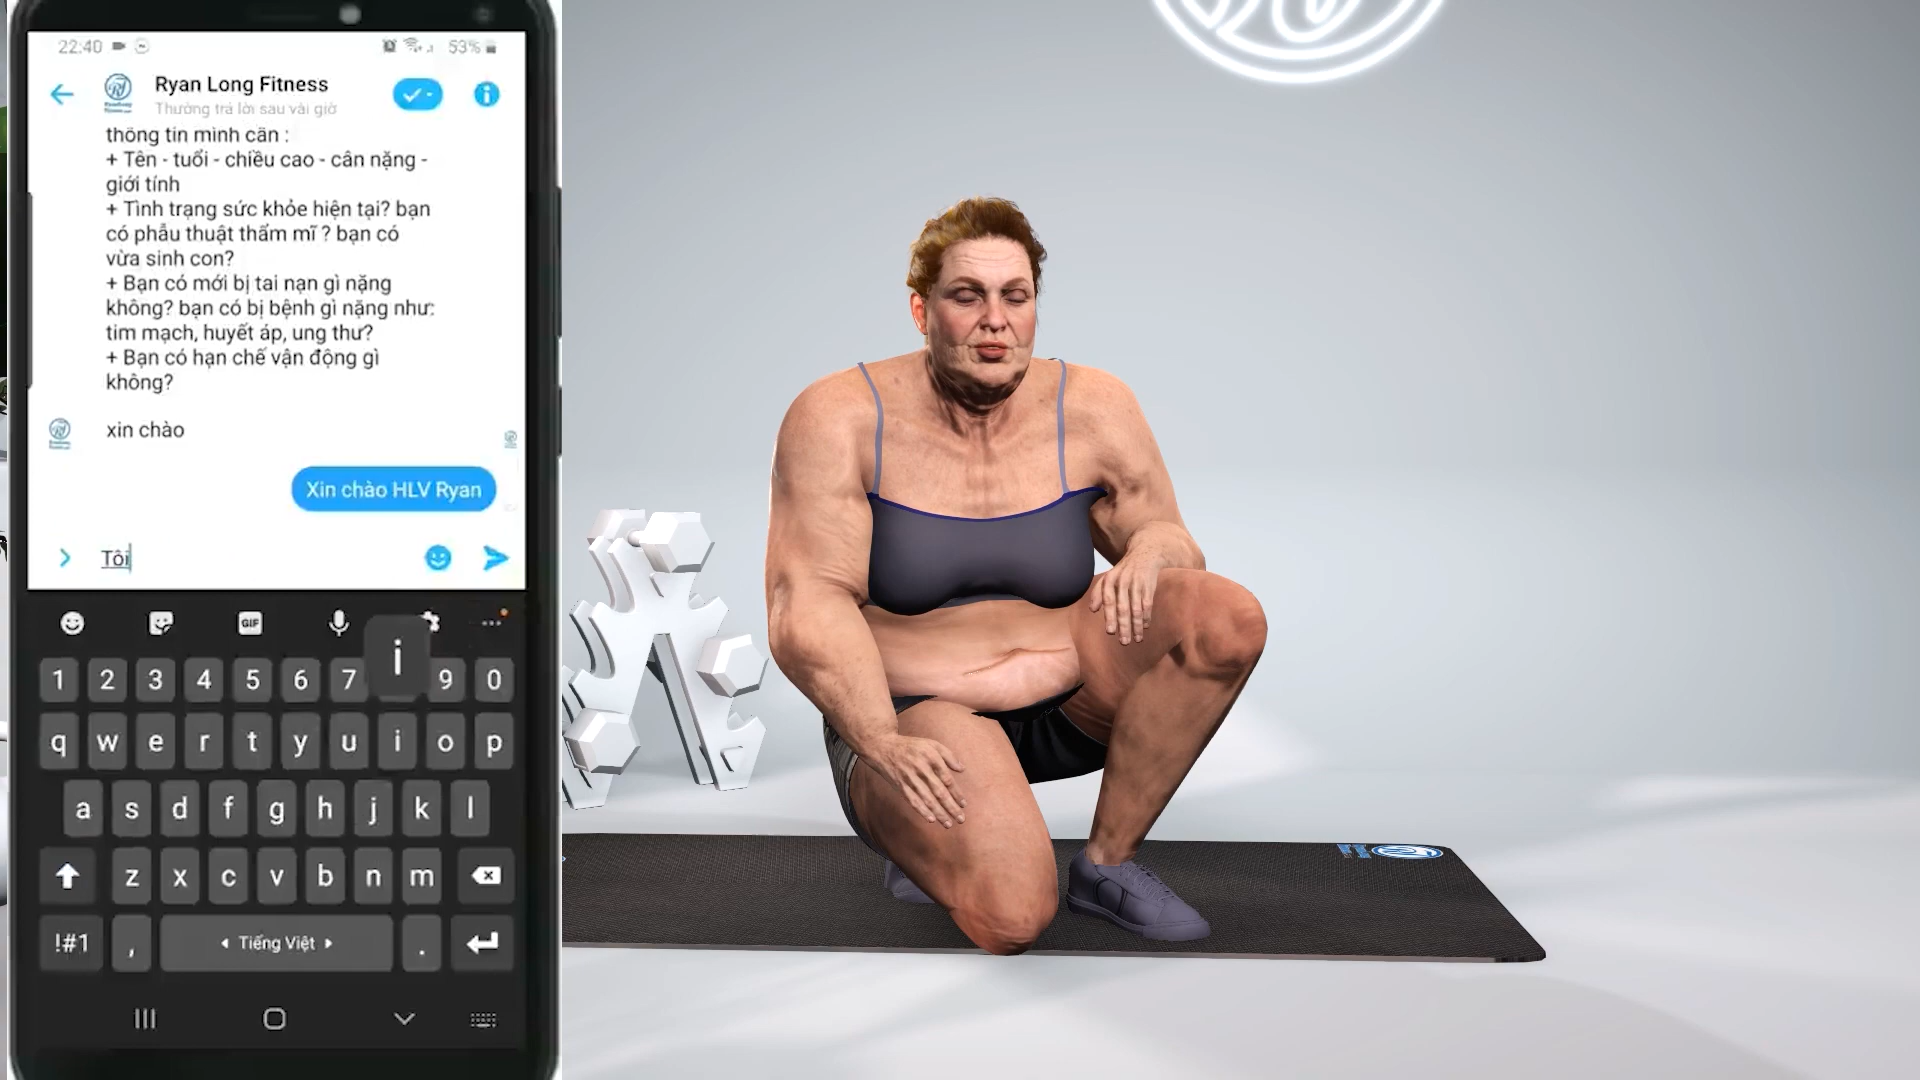 22:40
53%
Ryan Long Fitness
Thường trả lời sau vài giờ
thông tin mình cần :
+ Tên - tuổi - chiều cao - cân nặng -
giới tính
+ Tình trạng sức khỏe hiện tại? bạn
có phẫu thuật thẩm mĩ ? bạn có
vừa sinh con?
+ Bạn có mới bị tai nạn gì nặng
không? bạn có bị bệnh gì nặng như:
tim mạch, huyết áp, ung thư?
+ Bạn có hạn chế vận động gì
không?
xin chào
Xin chào HLV Ryan
Tôi
GIF
i
1 2 3 4 5 6 7 9 0
q w e r t y u i o p
a s d f g h j k l
z x c v b n m
!#1 , Tiếng Việt .